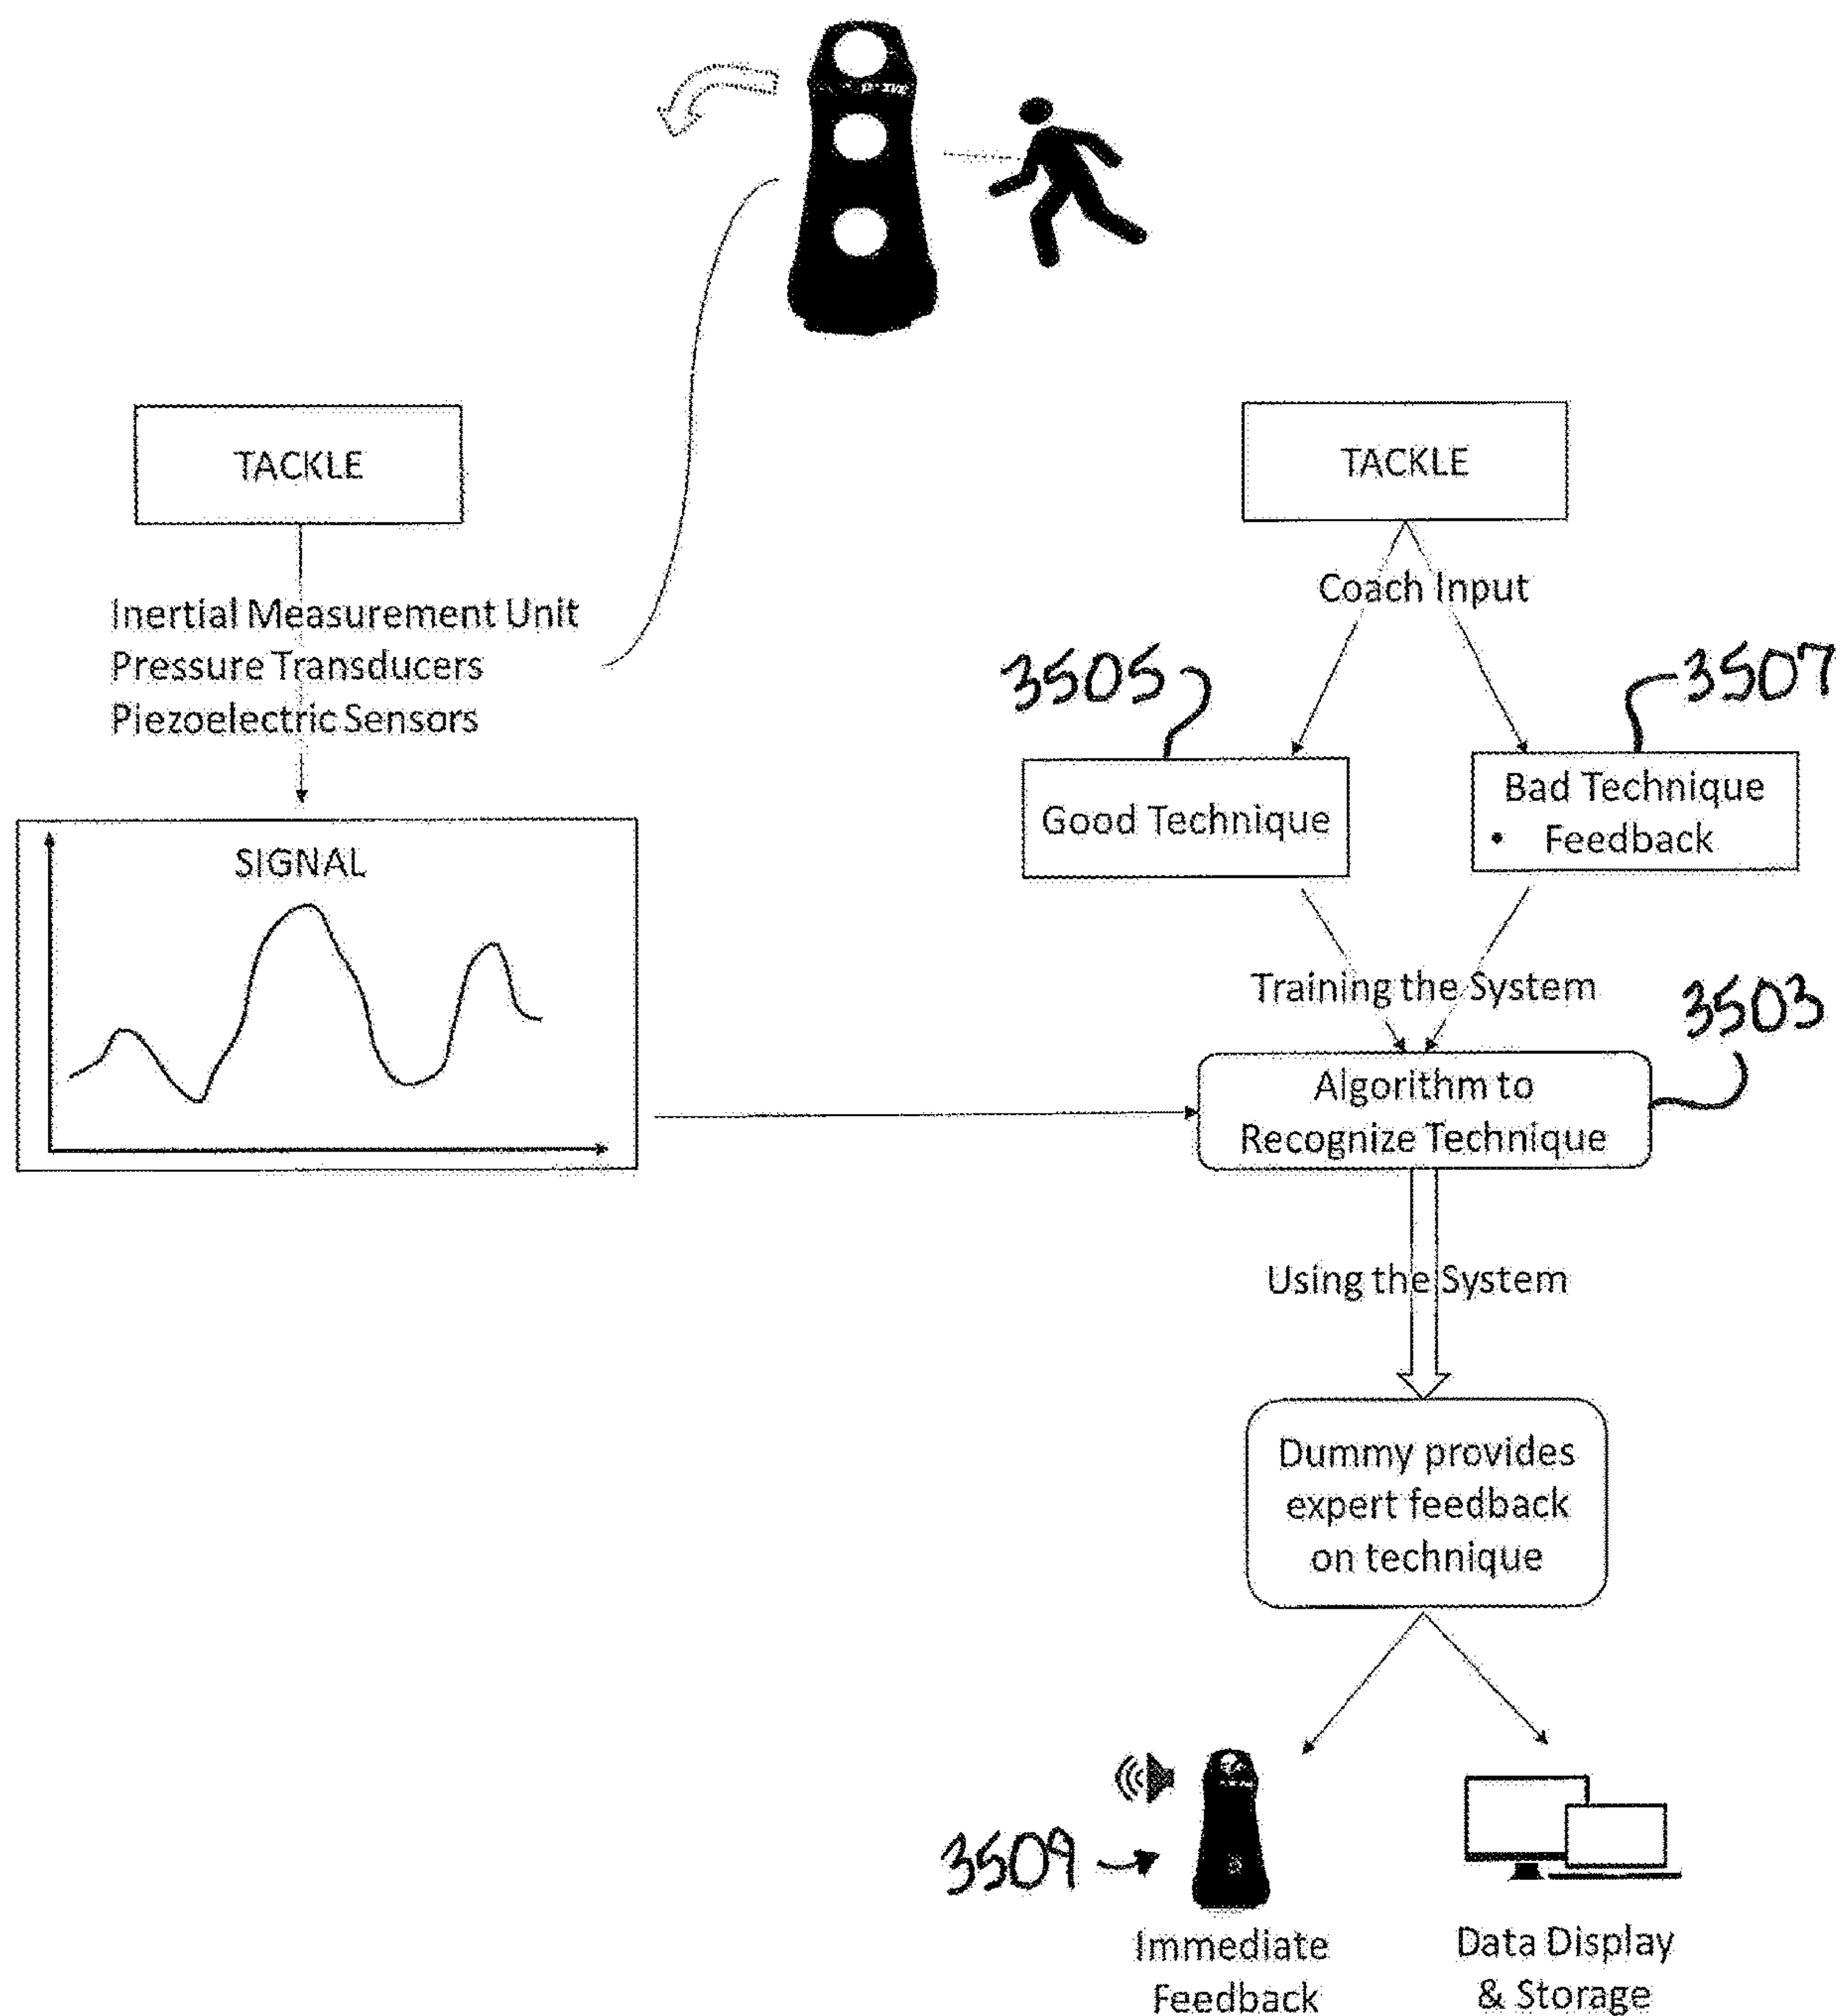 TACKLE
TACKLE
Coach Input
Inertial Measurement Unit
Pressure Transducers
Piezoelectric Sensors
3505
3507
Good Technique
Bad Technique
• Feedback
SIGNAL
Training the System
3503
Algorithm to
Recognize Technique
Using the System
Dummy provides
expert feedback
on technique
3509
Immediate
Feedback
Data Display
& Storage